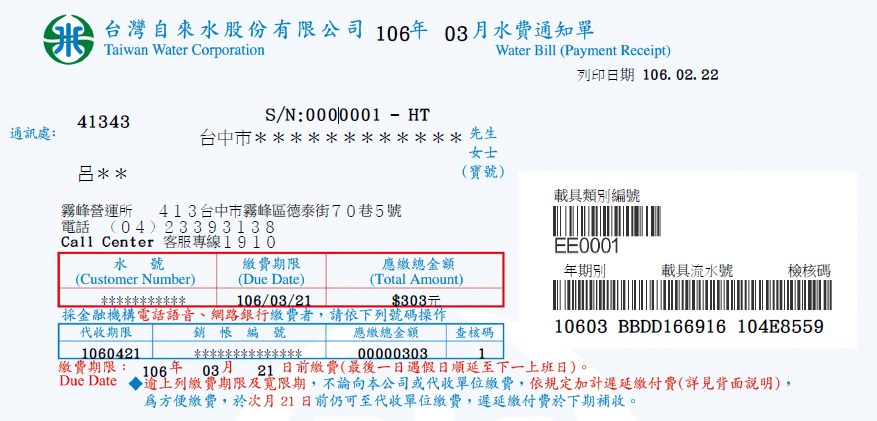 台灣自來水股份有限公司 106年 03月水費通知單
Taiwan Water Corporation Water Bill (Payment Receipt)
列印日期 106.02.22
S/N:0000001 - HT
通訊處: 41343 台中市************ 先生
女士
呂** (寶號)
霧峰營運所 413台中市霧峰區德泰街70巷5號
電話 (04)23393138
Call Center 客服專線1910
水 號 繳費期限 應繳總金額
(Customer Number) (Due Date) (Total Amount)
*********** 106/03/21 $303元
採金融機構電話語音、網路銀行繳費者，請依下列號碼操作
代收期限 銷帳編號 應繳總金額 查核碼
1060421 ************** 00000303 1
繳費期限： 106年 03月 21 日前繳費(最後一日遇假日順延至下一上班日)。
Due Date ◆逾上列繳費期限及寬限期，不論向本公司或代收單位繳費，依規定加計遲延繳付費(詳見背面說明)，
為方便繳費，於次月21日前仍可至代收單位繳費，遲延繳付費於下期補收。
載具類別編號
EE0001
年期別 載具流水號 檢核碼
10603 BBDD166916 104E8559